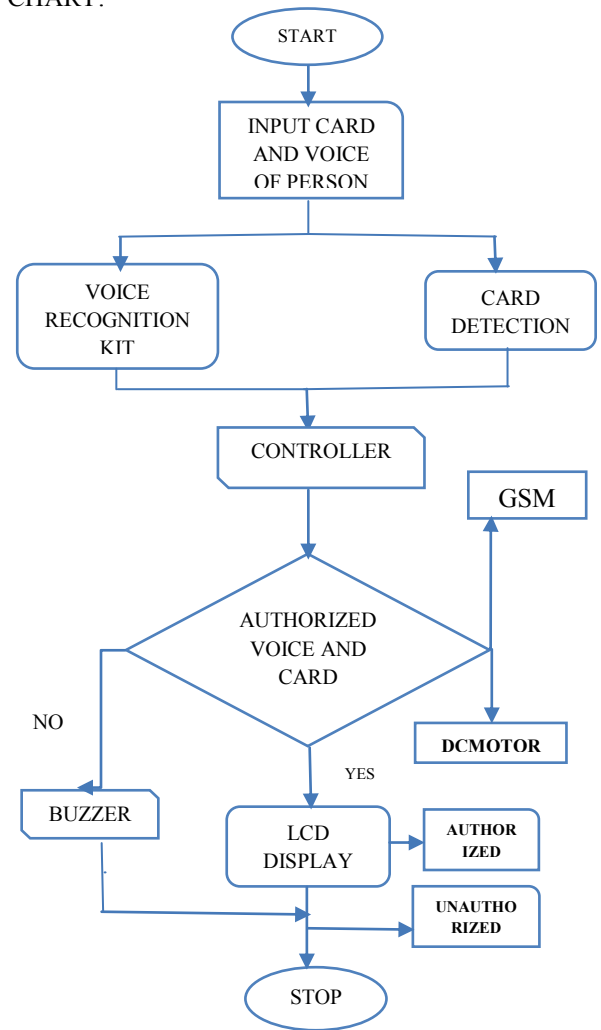 CHART:
START
INPUT CARD
AND VOICE
OF PERSON
VOICE
RECOGNITION
KIT
CARD
DETECTION
CONTROLLER
GSM
AUTHORIZED
VOICE AND
CARD
NO
DCMOTOR
YES
BUZZER
LCD
DISPLAY
AUTHOR
IZED
UNAUTHO
RIZED
STOP